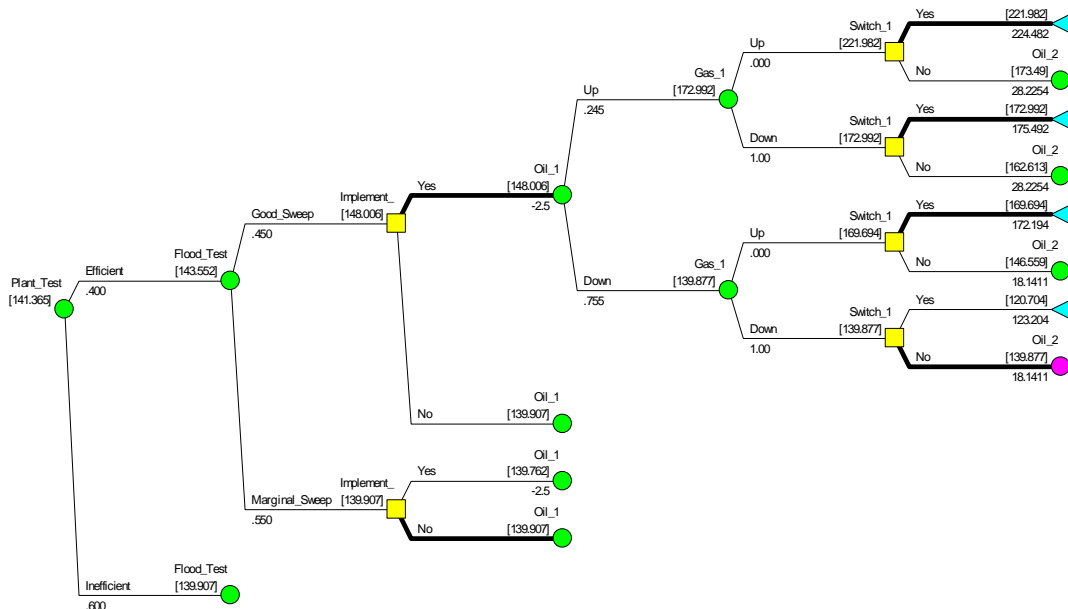 Yes [221.982]
Switch_1
[221.982] 224.482
Up Oil_2
.000 No [173.49]
Gas_1 28.2254
Up [172.992]
.245 Yes [172.992]
Switch_1
Down [172.992] 175.492
1.00 Oil_2
No [162.613]
Oil_1 28.2254
Yes [148.006]
Implement_ -2.5
Good_Sweep [148.006]
.450 Yes [169.694]
Switch_1
Up [169.694] 172.194
.000 Oil_2
Flood_Test Gas_1 No [146.559]
Efficient [143.552] Down [139.877] 18.1411
.400 .755
Plant_Test
[141.365] Yes [120.704]
Switch_1
Down [139.877] 123.204
1.00 Oil_2
No [139.877]
18.1411
Oil_1
No [139.907]
Oil_1
Yes [139.762]
Implement_ -2.5
Marginal_Sweep [139.907] Oil_1
.550 No [139.907]
Flood_Test
Inefficient [139.907]
.600